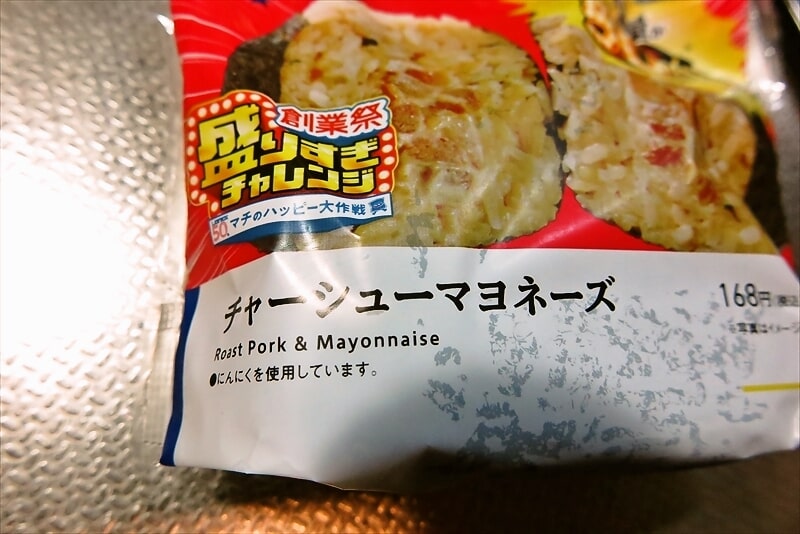 創業祭
盛りすぎ
チャレンジ
50th マチのハッピー大作戦
チャーシューマヨネーズ
168円
Roast Pork & Mayonnaise
●にんにくを使用しています。